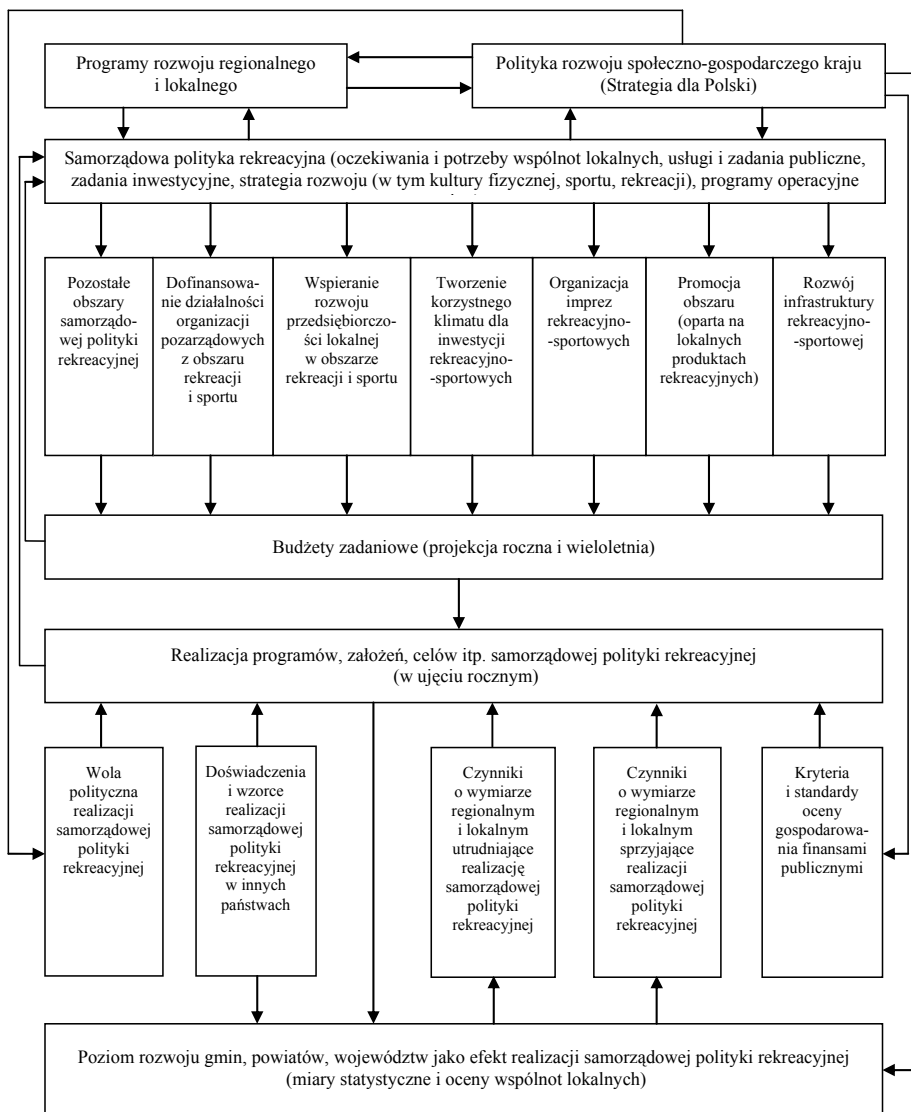 Programy rozwoju regionalnego
i lokalnego
Polityka rozwoju społeczno-gospodarczego kraju
(Strategia dla Polski)
Samorządowa polityka rekreacyjna (oczekiwania i potrzeby wspólnot lokalnych, usługi i zadania publiczne,
zadania inwestycyjne, strategia rozwoju (w tym kultury fizycznej, sportu, rekreacji), programy operacyjne
Pozostałe
obszary
samorządo-
wej polityki
rekreacyjnej
Dofinansowa-
nie działalności
organizacji
pozarządowych
z obszaru
rekreacji
i sportu
Wspieranie
rozwoju
przedsiębiorczo-
ości lokalnej
w obszarze
rekreacji i sportu
Tworzenie
korzystnego
klimatu dla
inwestycji
rekreacyjno-
-sportowych
Organizacja
imprez
rekreacyjno-
-sportowych
Promocja
obszaru
(oparta na
lokalnych
produktach
rekreacyjnych)
Rozwój
infrastruktury
rekreacyjno-
-sportowej
Budżety zadaniowe (projekcja roczna i wieloletnia)
Realizacja programów, założeń, celów itp. samorządowej polityki rekreacyjnej
(w ujęciu rocznym)
Wola
polityczna
realizacji
samorządowej
polityki
rekreacyjnej
Doświadczenia
i wzorce
realizacji
samorządowej
polityki
rekreacyjnej
w innych
państwach
Czynniki
o wymiarze
regionalnym
i lokalnym
utrudniające
realizację
samorządowej
polityki
rekreacyjnej
Czynniki
o wymiarze
regionalnym
i lokalnym
sprzyjające
realizacji
samorządowej
polityki
rekreacyjnej
Kryteria
i standardy
oceny
gospodarowa-
nia finansami
publicznymi
Poziom rozwoju gmin, powiatów, województw jako efekt realizacji samorządowej polityki rekreacyjnej
(miary statystyczne i oceny wspólnot lokalnych)